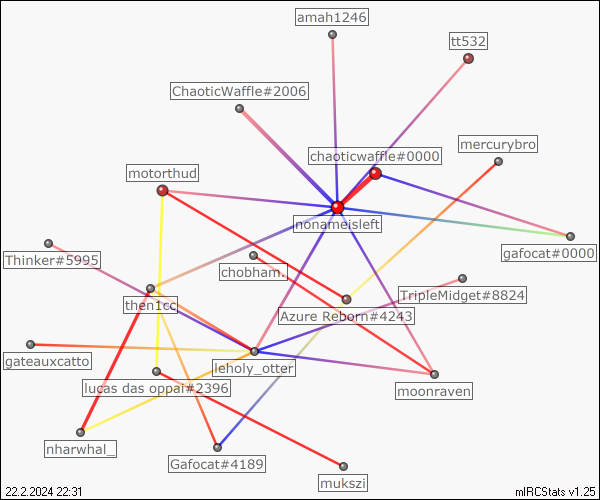 amah1246
tt532
ChaoticWaffle#2006
mercurybro
chaoticwaffle#0000
motorthud
nonameisleft
gafocat#0000
Thinker#5995
chobham.
TripleMidget#8824
then1cc
Azure Reborn#4243
gateauxcatto
leholy_otter
lucas das oppai#2396
moonraven
nharwhal_
Gafocat#4189
mukszi
22.2.2024 22:31
mIRCStats v1.25